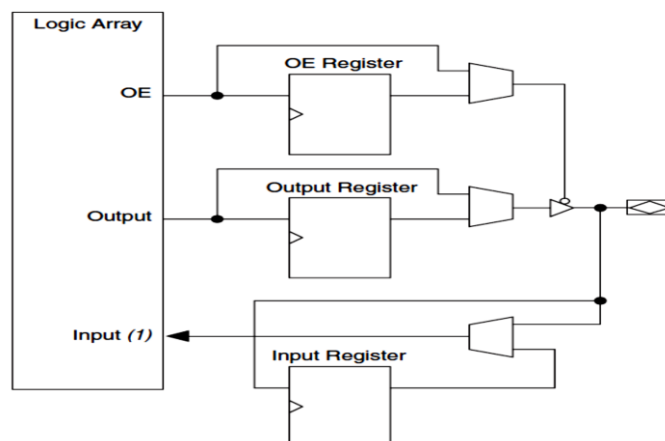 Logic Array
OE Register
OE
Output Register
Output
Input (1)
Input Register